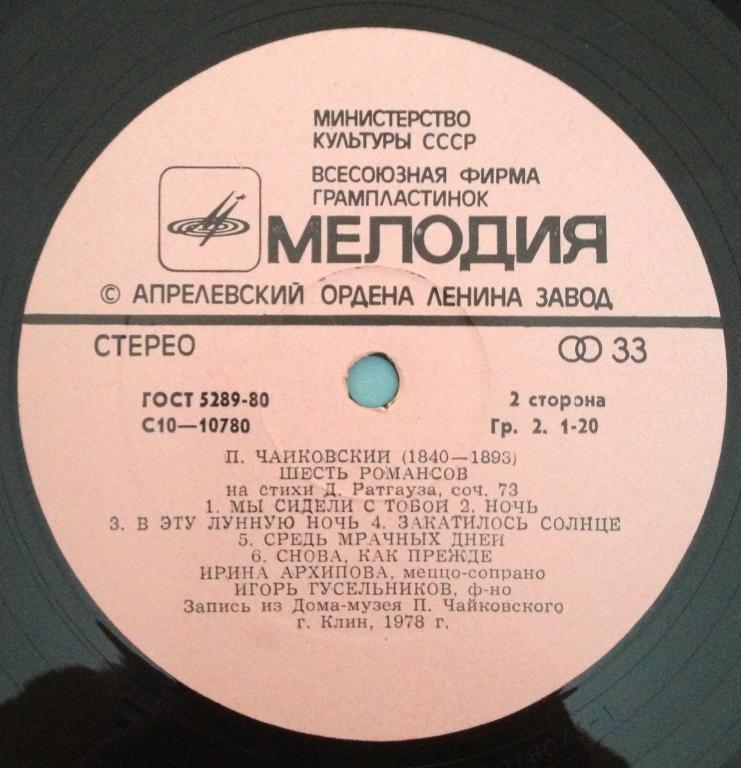 МИНИСТЕРСТВО
КУЛЬТУРЫ СССР
ВСЕСОЮЗНАЯ ФИРМА
ГРАМПЛАСТИНОК
МЕЛОДИЯ
© АПРЕЛЕВСКИЙ ОРДЕНА ЛЕНИНА ЗАВОД
СТЕРЕО 33
ГОСТ 5289-80 2 сторона
С10—10780 Гр. 2. 1-20
П. ЧАЙКОВСКИЙ (1840—1893)
ШЕСТЬ РОМАНСОВ
на стихи Д. Ратгауза, соч. 73
1. МЫ СИДЕЛИ С ТОБОЙ 2. НОЧЬ
3. В ЭТУ ЛУННУЮ НОЧЬ 4. ЗАКАТИЛОСЬ СОЛНЦЕ
5. СРЕДЬ МРАЧНЫХ ДНЕЙ
6. СНОВА, КАК ПРЕЖДЕ
ИРИНА АРХИПОВА, меццо-сопрано
ИГОРЬ ГУСЕЛЬНИКОВ, ф-но
Запись из Дома-музея П. Чайковского
г. Клин, 1978 г.